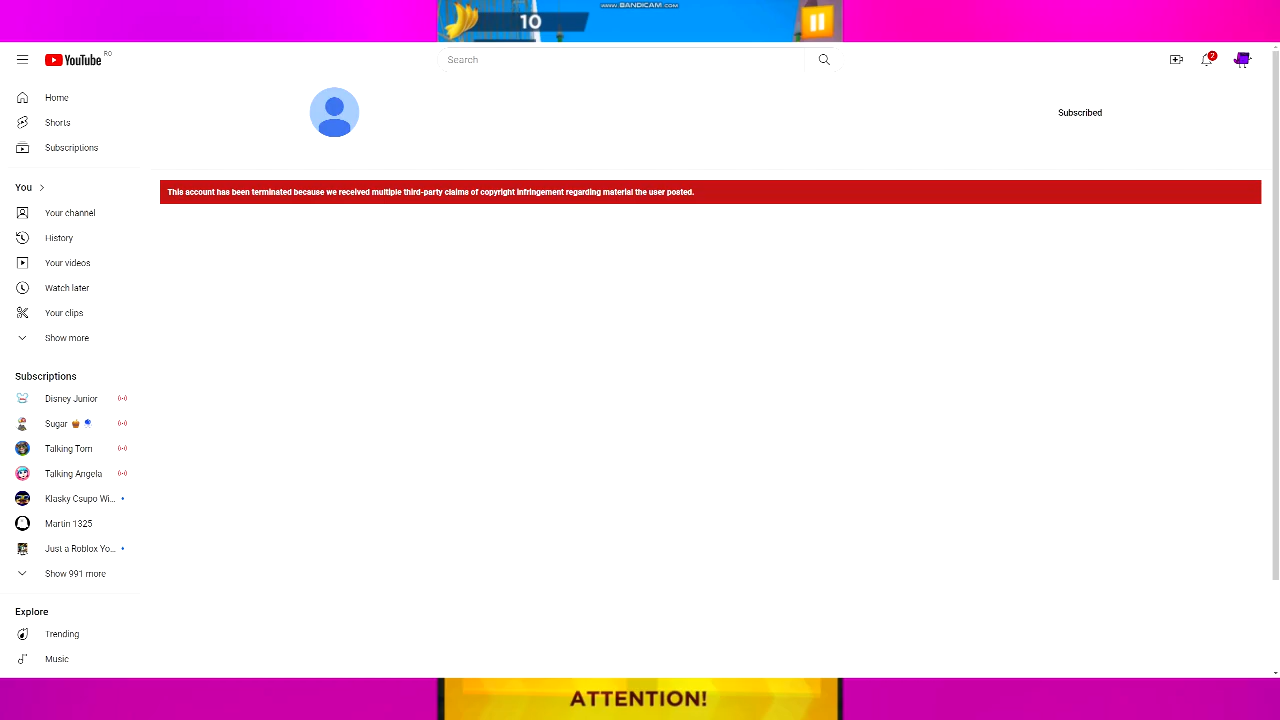 WWW.BANDICAM.COM
10
YouTube
RO
Search
2
Home
Shorts
Subscriptions
Subscribed
You
This account has been terminated because we received multiple third-party claims of copyright infringement regarding material the user posted.
Your channel
History
Your videos
Watch later
Your clips
Show more
Subscriptions
Disney Junior
Sugar
Talking Tom
Talking Angela
Klasky Csupo Wi...
Martin 1325
Just a Roblox Yo...
Show 991 more
Explore
Trending
Music
ATTENTION!